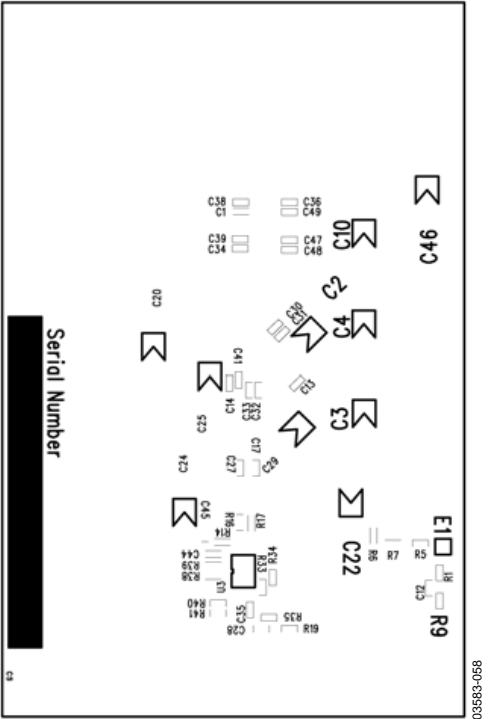 C38
C1
C36
C49
C46
C10
C39
C34
C47
C48
C2
C20
C30
C31
C4
Serial Number
C41
C14
C33
C32
C13
C3
C25
C17
C24
C27
C29
C45
R16
R17
R14
E1
C22
R6
R7
R5
C44
R39
R38
U3
R33
R34
R1
C12
R40
R41
C35
R35
C28
R19
R9
03583-058